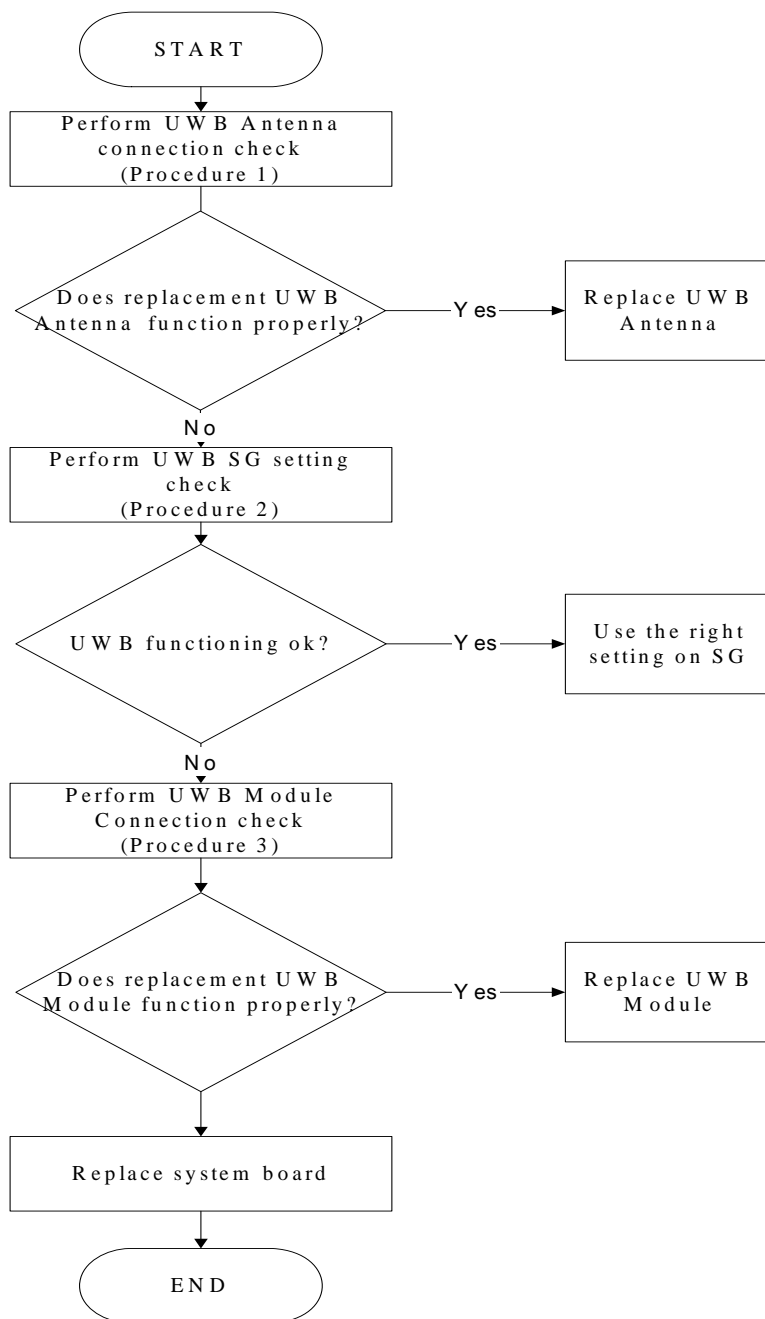 START
Perform UWB Antenna
connection check
(Procedure 1)
Does replacement UWB
Antenna function properly?
Yes
Replace UWB
Antenna
No
Perform UWB SG setting
check
(Procedure 2)
UWB functioning ok?
Yes
Use the right
setting on SG
No
Perform UWB Module
Connection check
(Procedure 3)
Does replacement UWB
Module function properly?
Yes
Replace UWB
Module
Replace system board
END